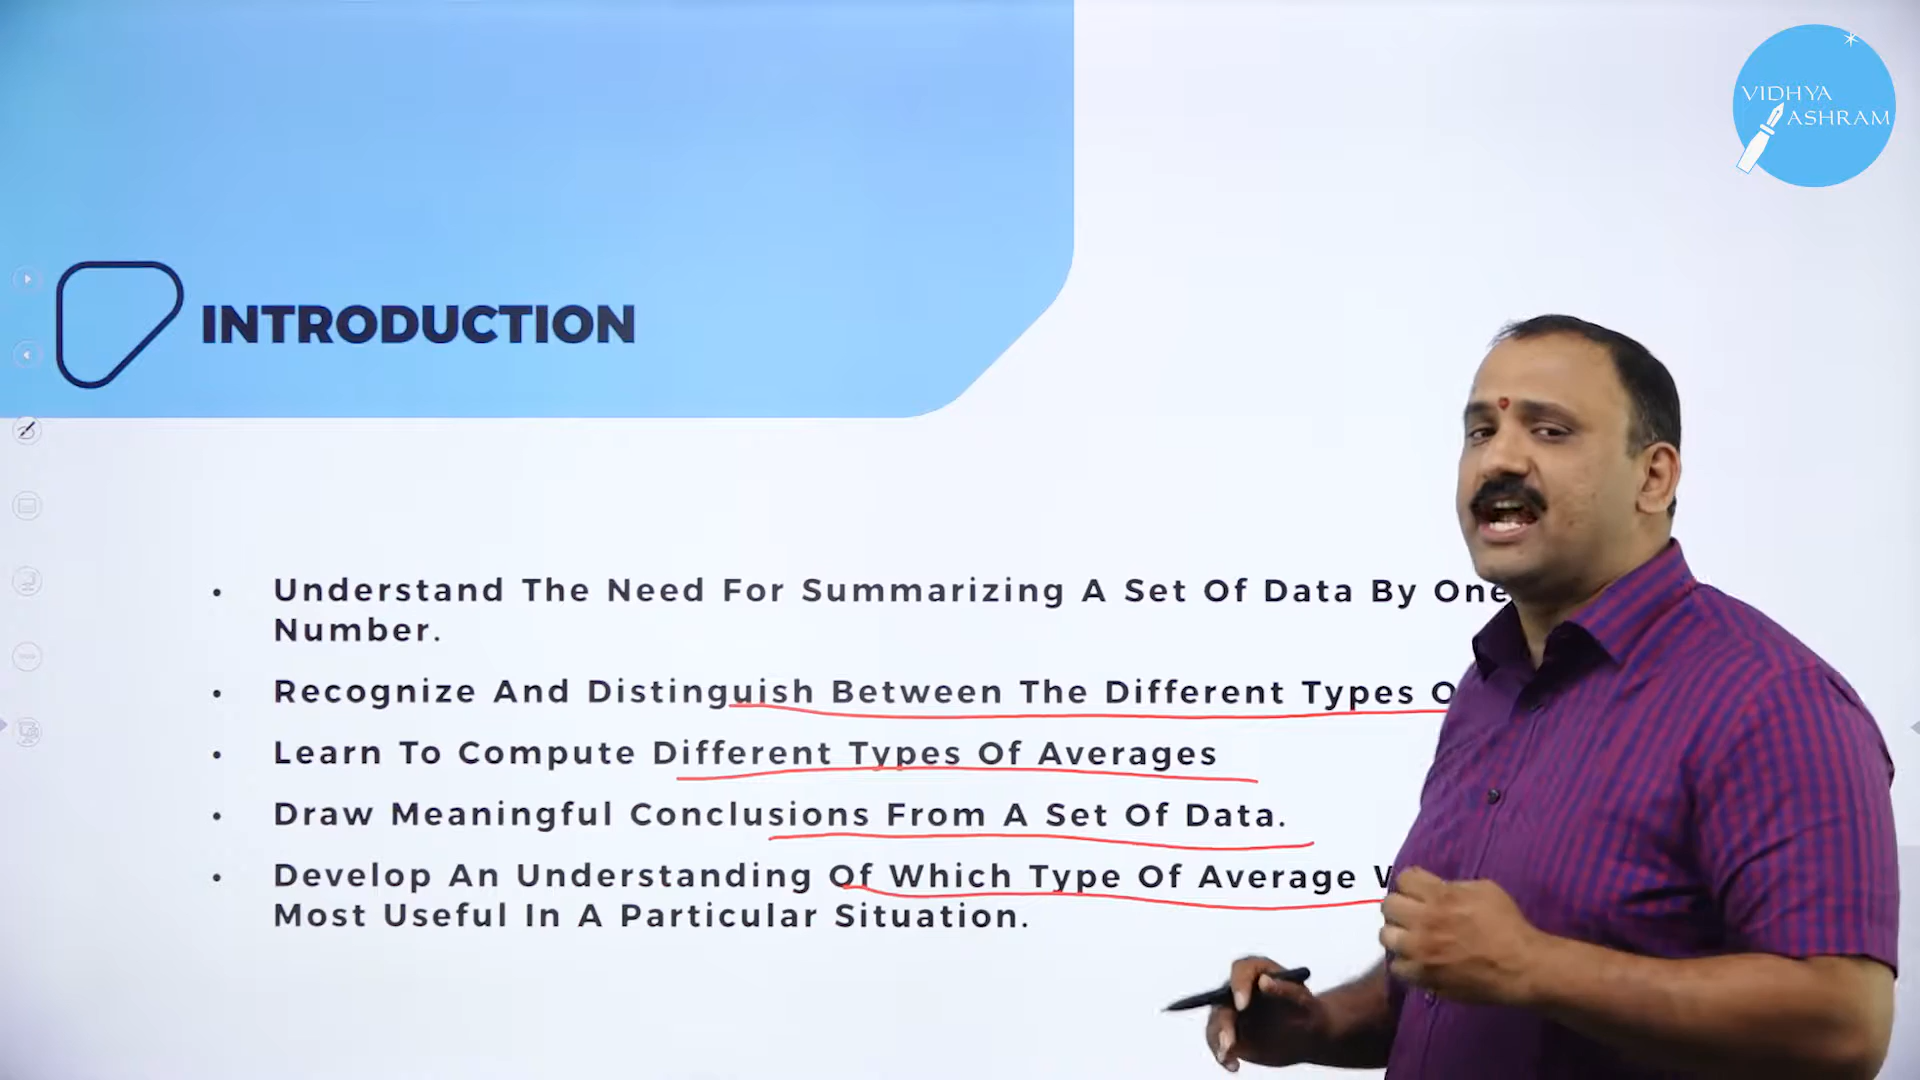 VIDHYA
ASHRAM
INTRODUCTION
• Understand The Need For Summarizing A Set Of Data By One
Number.
• Recognize And Distinguish Between The Different Types
• Learn To Compute Different Types Of Averages
• Draw Meaningful Conclusions From A Set Of Data.
• Develop An Understanding Of Which Type Of Average
Most Useful In A Particular Situation.